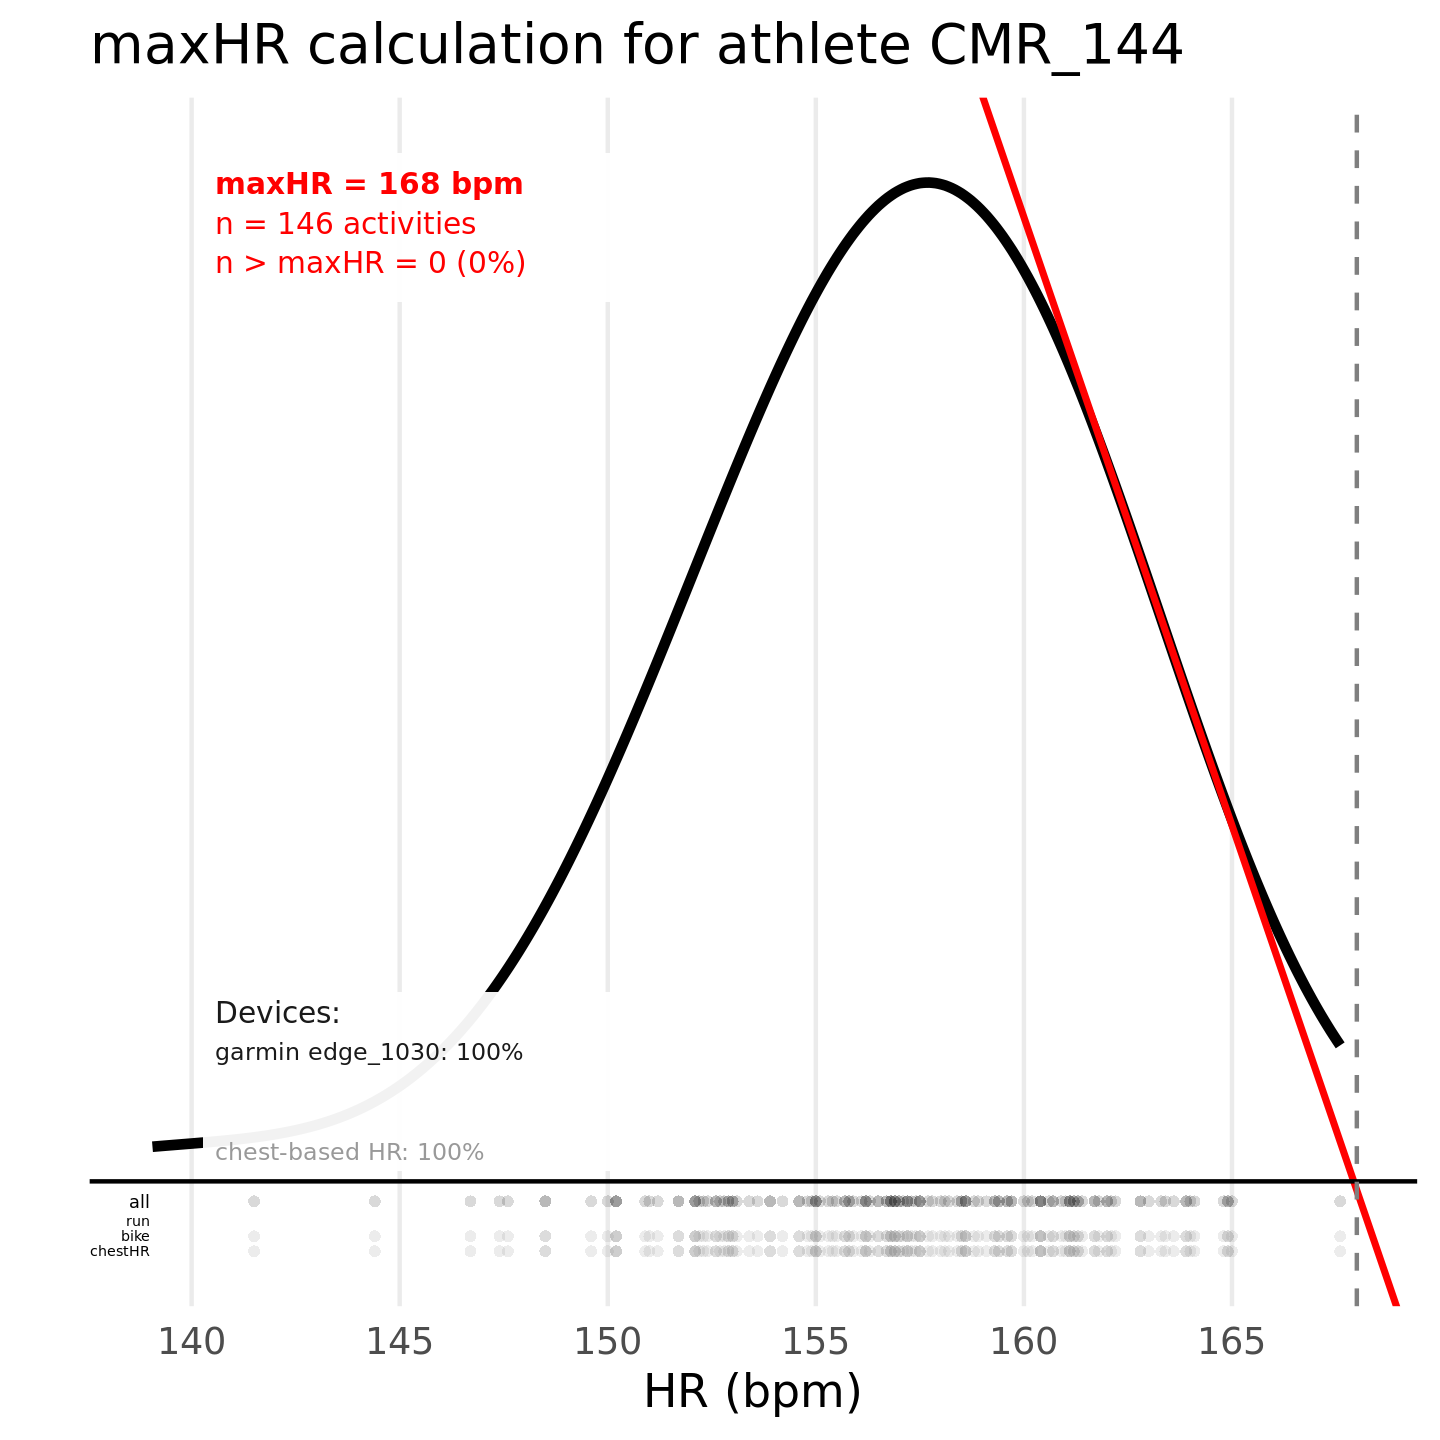 maxHR calculation for athlete CMR_144
maxHR = 168 bpm
n = 146 activities
n > maxHR = 0 (0%)
Devices:
garmin edge_1030: 100%
chest-based HR: 100%
all
run
bike
chestHR
140 145 150 155 160 165
HR (bpm)